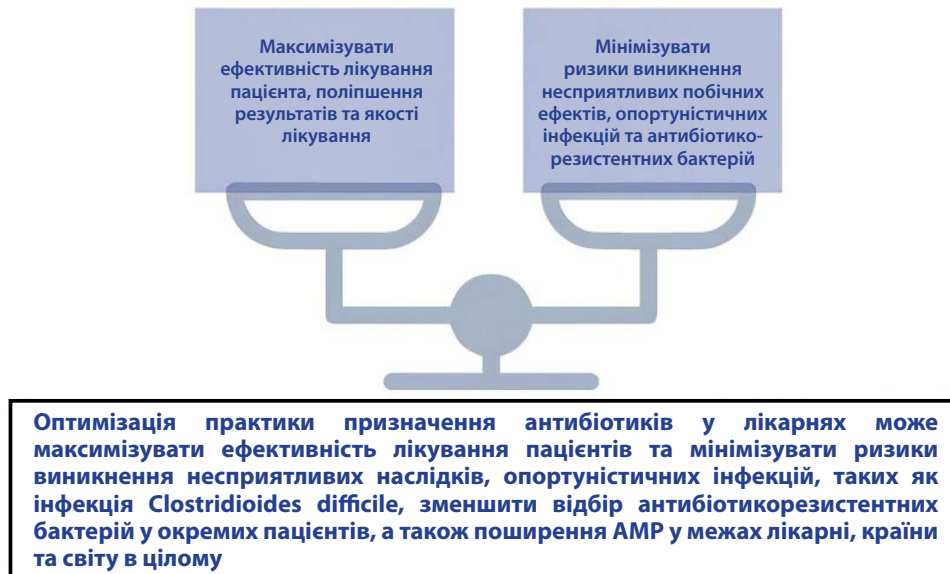 Максимізувати
ефективність лікування
пацієнта, поліпшення
результатів та якості
лікування
Мінімізувати
ризики виникнення
несприятливих побічних
ефектів, опортуністичних
інфекцій та антибіотико-
резистентних бактерій
Оптимізація практики призначення антибіотиків у лікарнях може
максимізувати ефективність лікування пацієнтів та мінімізувати ризики
виникнення несприятливих наслідків, опортуністичних інфекцій, таких як
інфекція Clostridioides difficile, зменшити відбір антибіотикорезистентних
бактерій у окремих пацієнтів, а також поширення АМР у межах лікарні, країни
та світу в цілому